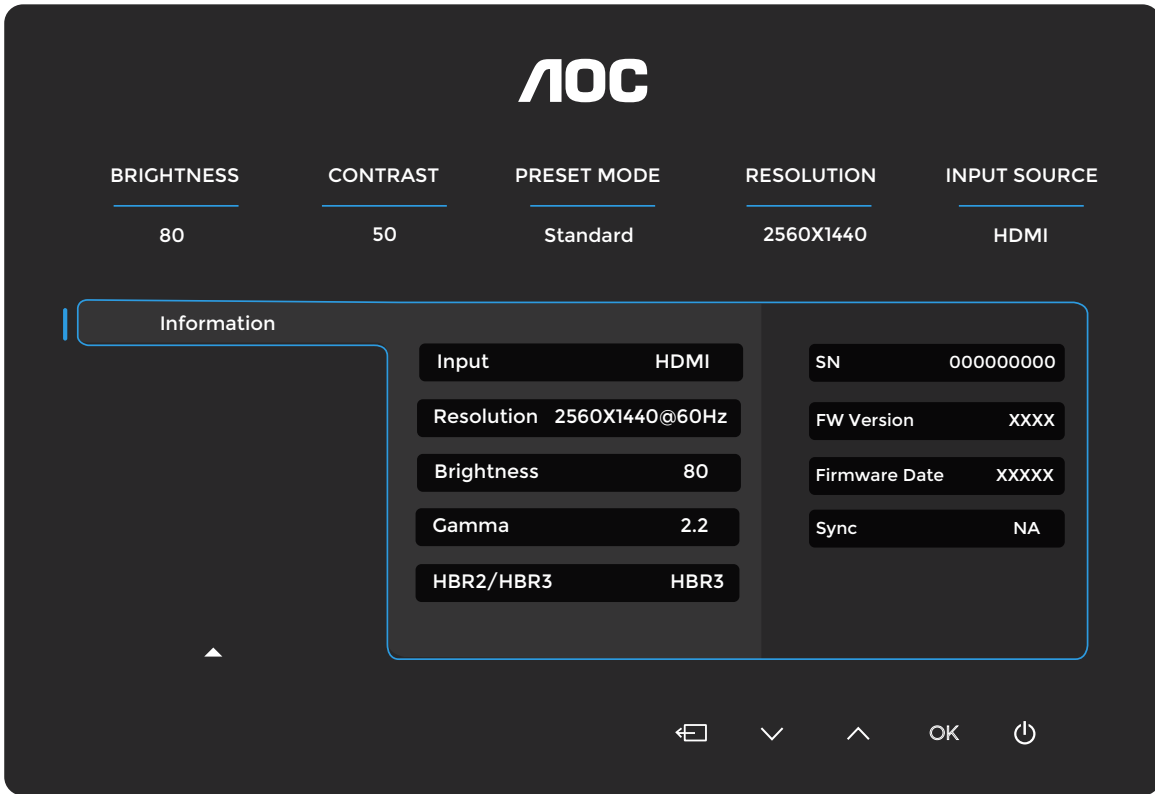 AOC
BRIGHTNESS CONTRAST PRESET MODE RESOLUTION INPUT SOURCE
80 50 Standard 2560X1440 HDMI
Information
Input HDMI
Resolution 2560X1440@60Hz
Brightness 80
Gamma 2.2
HBR2/HBR3 HBR3
SN 000000000
FW Version XXXX
Firmware Date XXXXX
Sync NA
OK